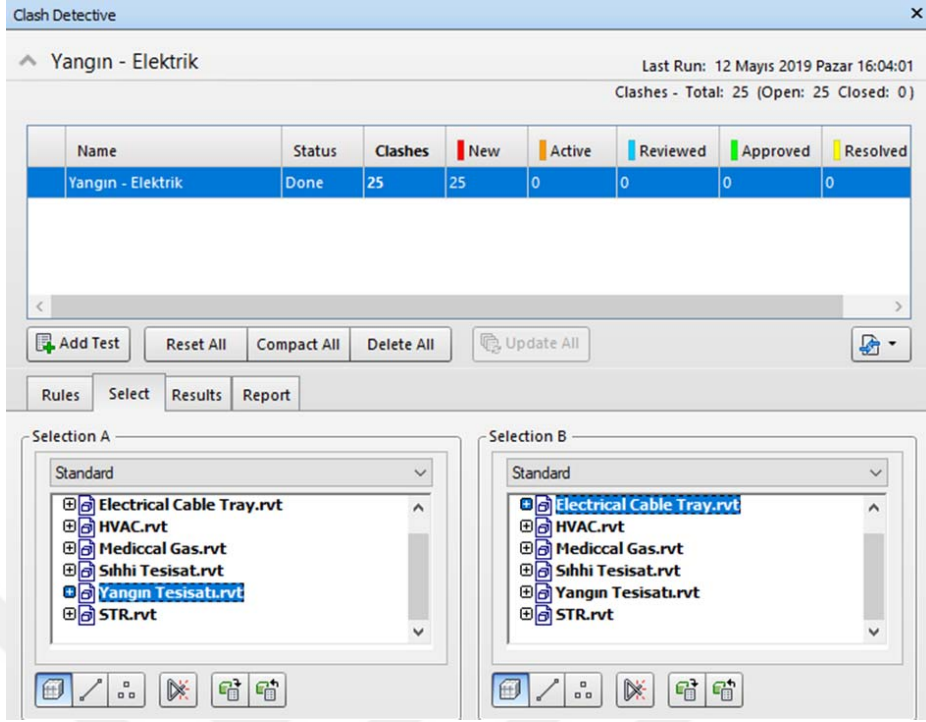 Clash Detective
Yangın - Elektrik
Last Run: 12 Mayıs 2019 Pazar 16:04:01
Clashes - Total: 25 (Open: 25 Closed: 0)
Name Status Clashes New Active Reviewed Approved Resolved
Yangın - Elektrik Done 25 25 0 0 0 0
Add Test Reset All Compact All Delete All Update All
Rules Select Results Report
Selection A
Standard
Electrical Cable Tray.rvt
HVAC.rvt
Mediccal Gas.rvt
Sıhhi Tesisat.rvt
Yangın Tesisatı.rvt
STR.rvt
Selection B
Standard
Electrical Cable Tray.rvt
HVAC.rvt
Mediccal Gas.rvt
Sıhhi Tesisat.rvt
Yangın Tesisatı.rvt
STR.rvt